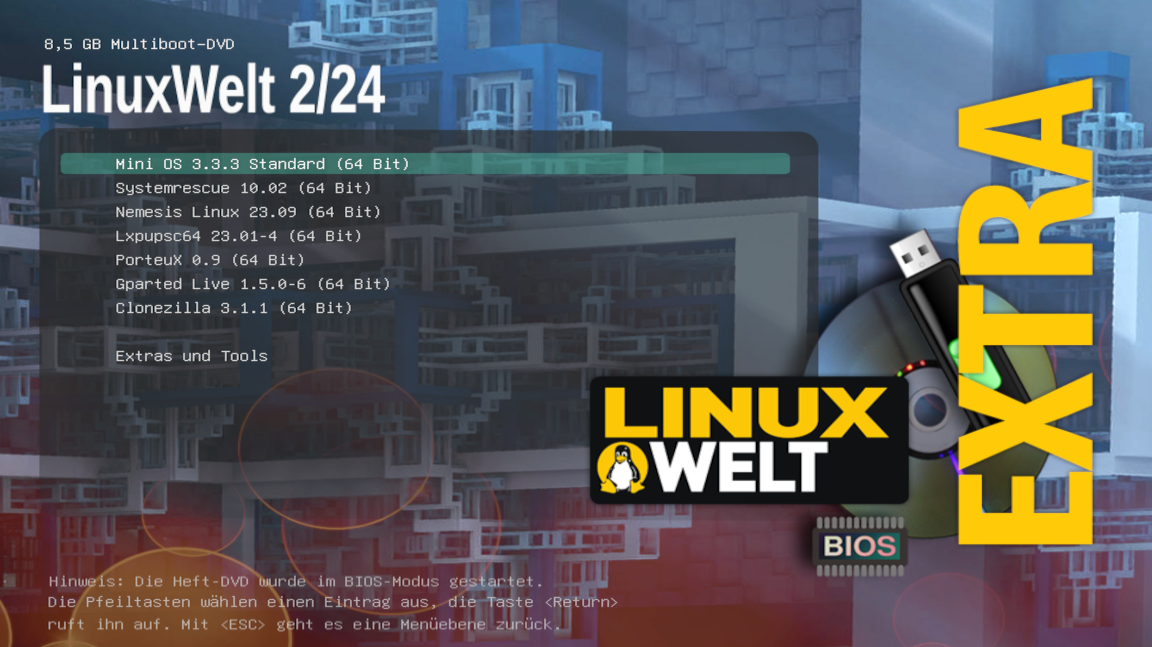 8,5 GB Multiboot-DVD
LinuxWelt 2/24
Mini OS 3.3.3 Standard (64 Bit)
Systemrescue 10.02 (64 Bit)
Nemesis Linux 23.09 (64 Bit)
Lxpupsc64 23.01-4 (64 Bit)
PorteuX 0.9 (64 Bit)
Gparted Live 1.5.0-6 (64 Bit)
Clonezilla 3.1.1 (64 Bit)
Extras und Tools
EXTRA
LINUX
WELT
BIOS
Hinweis: Die Heft-DVD wurde im BIOS-Modus gestartet.
Die Pfeiltasten wählen einen Eintrag aus, die Taste <Return>
ruft ihn auf. Mit <ESC> geht es eine Menüebene zurück.